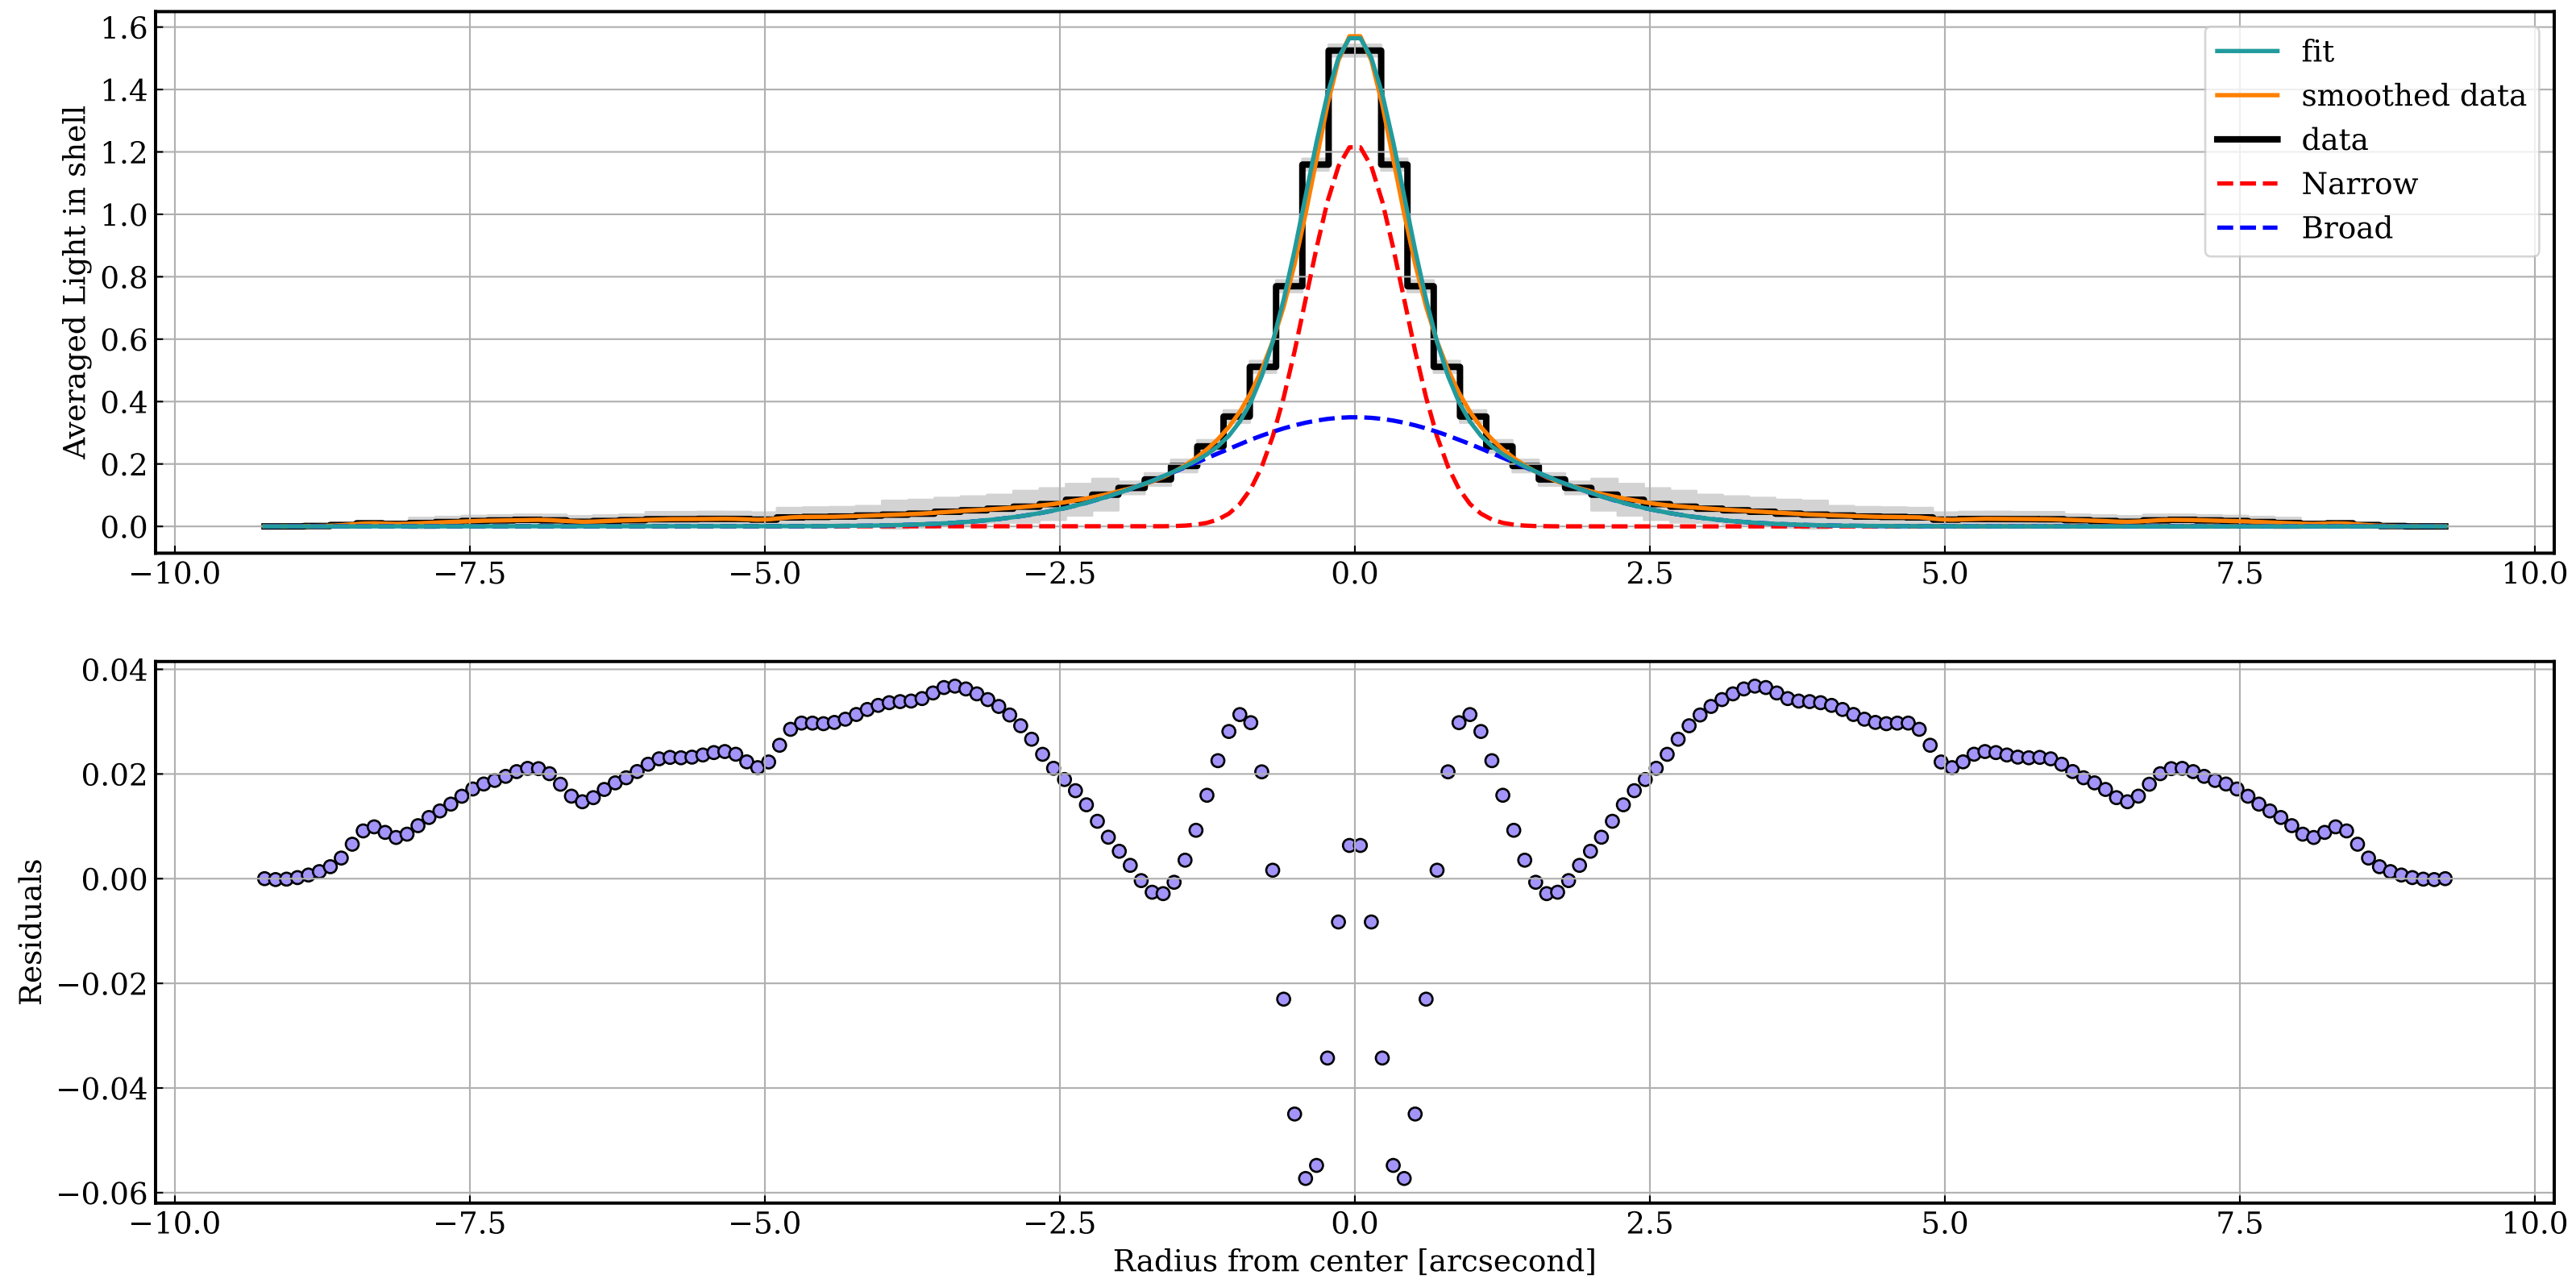 Averaged Light in shell
1.6
1.4
1.2
1.0
0.8
0.6
0.4
0.2
0.0
−10.0 −7.5 −5.0 −2.5 0.0 2.5 5.0 7.5 10.0
fit
smoothed data
data
Narrow
Broad
Residuals
0.04
0.02
0.00
−0.02
−0.04
−0.06
−10.0 −7.5 −5.0 −2.5 0.0 2.5 5.0 7.5 10.0
Radius from center [arcsecond]